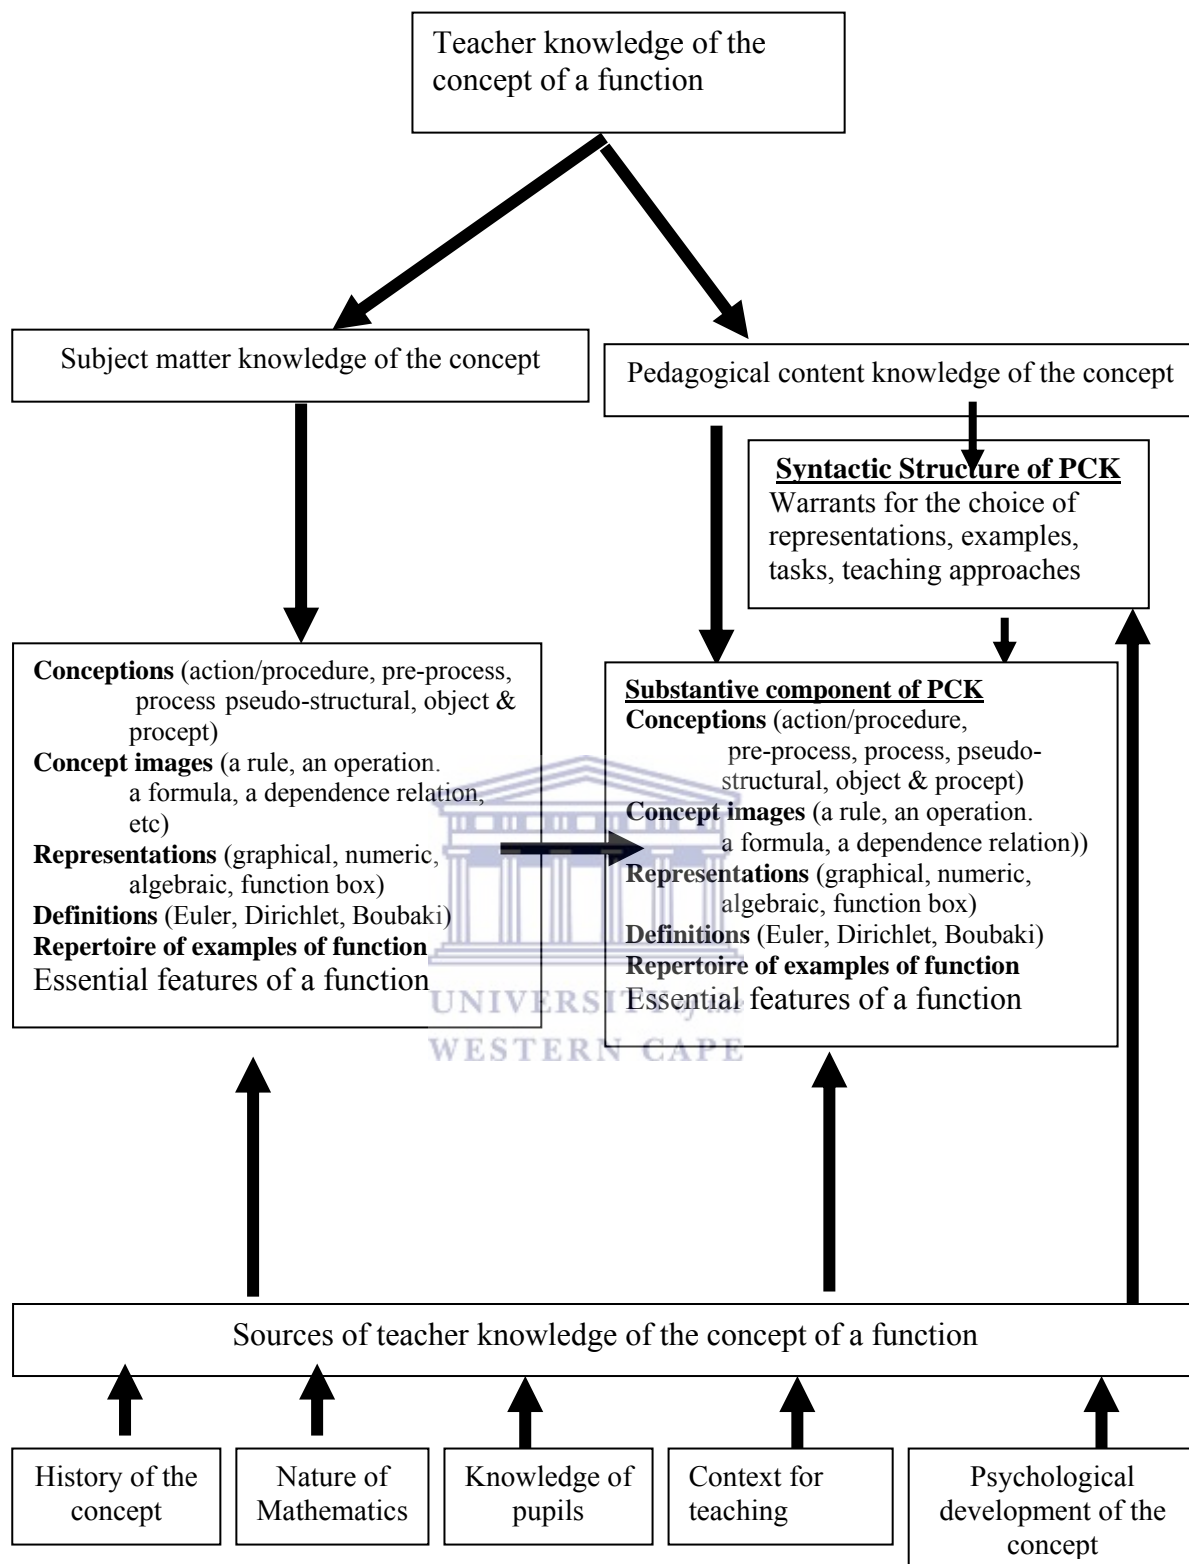 Teacher knowledge of the
concept of a function
Subject matter knowledge of the concept
Pedagogical content knowledge of the concept
Syntactic Structure of PCK
Warrants for the choice of
representations, examples,
tasks, teaching approaches
Conceptions (action/procedure, pre-process,
process pseudo-structural, object &
procept)
Concept images (a rule, an operation.
a formula, a dependence relation,
etc)
Representations (graphical, numeric,
algebraic, function box)
Definitions (Euler, Dirichlet, Boubaki)
Repertoire of examples of function
Essential features of a function
Substantive component of PCK
Conceptions (action/procedure,
pre-process, process, pseudo-
structural, object & procept)
Concept images (a rule, an operation.
a formula, a dependence relation))
Representations (graphical, numeric,
algebraic, function box)
Definitions (Euler, Dirichlet, Boubaki)
Repertoire of examples of function
Essential features of a function
UNIVERSITY of the
WESTERN CAPE
Sources of teacher knowledge of the concept of a function
History of the
concept
Nature of
Mathematics
Knowledge of
pupils
Context for
teaching
Psychological
development of the
concept